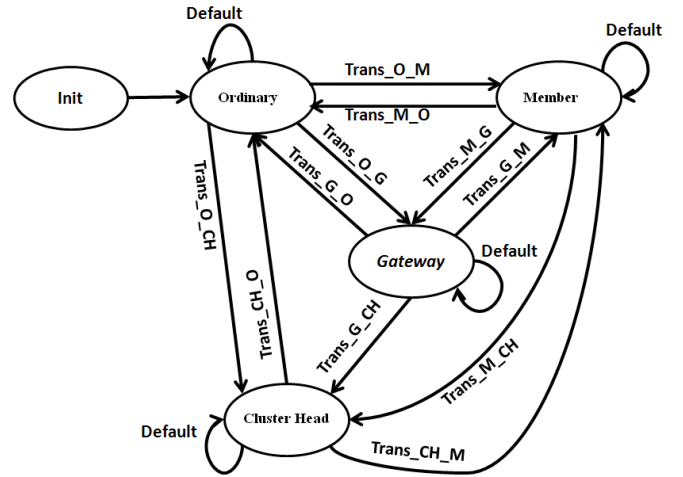 Default
Default
Trans_O_M
Init
Ordinary
Member
Trans_M_O
Trans_O_G
Trans_M_G
Trans_G_O
Trans_G_M
Trans_O_CH
Gateway
Default
Trans_CH_O
Trans_G_CH
Trans_M_CH
Cluster Head
Default
Trans_CH_M